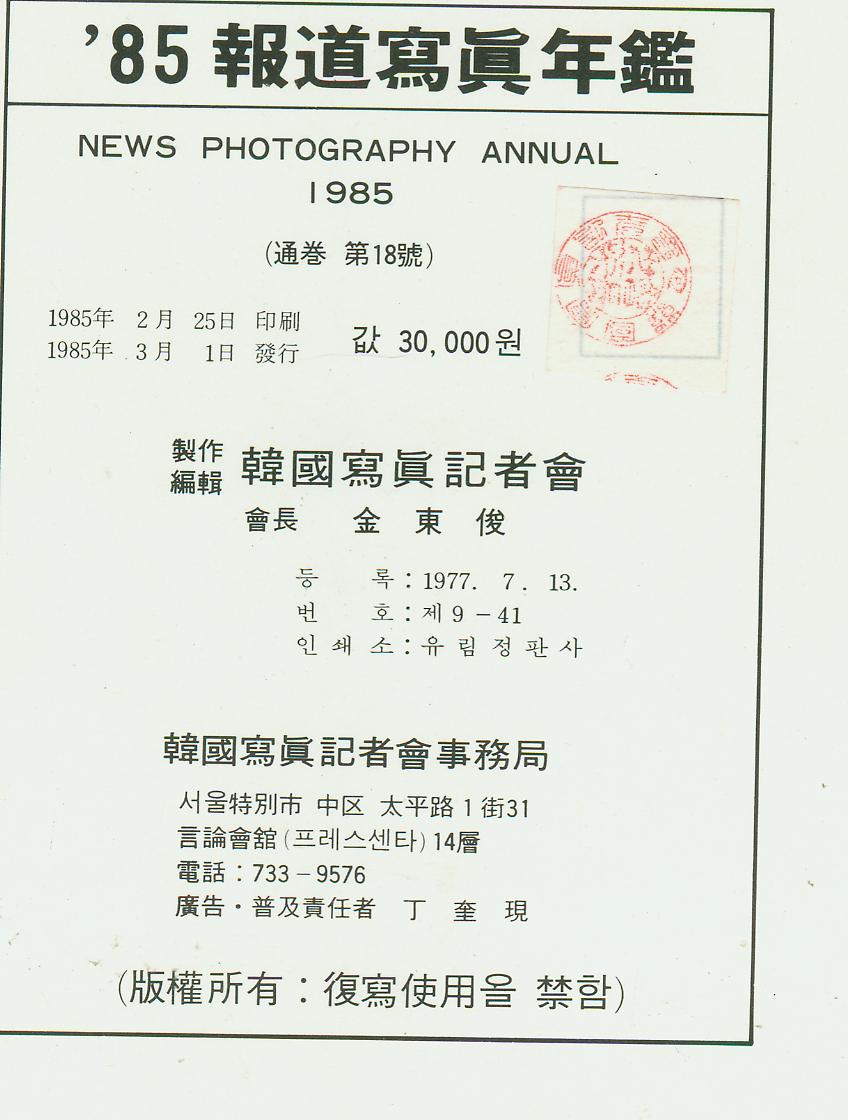 '85 報道寫眞年鑑
NEWS PHOTOGRAPHY ANNUAL
1985
(通巻 第18號)
1985年 2月 25日 印刷
1985年 3月 1日 發行
값 30,000원
製作
編輯
韓國寫眞記者會
會長 金東俊
등 록 : 1977. 7. 13.
번 호 : 제 9 - 41
인 쇄 소 : 유 림 정 판 사
韓國寫眞記者會事務局
서울特別市 中区 太平路 1 街31
言論會舘 (프레스센타) 14層
電話 : 733 - 9576
廣告・普及責任者 丁 奎 現
(版權所有 : 復寫使用을 禁함)